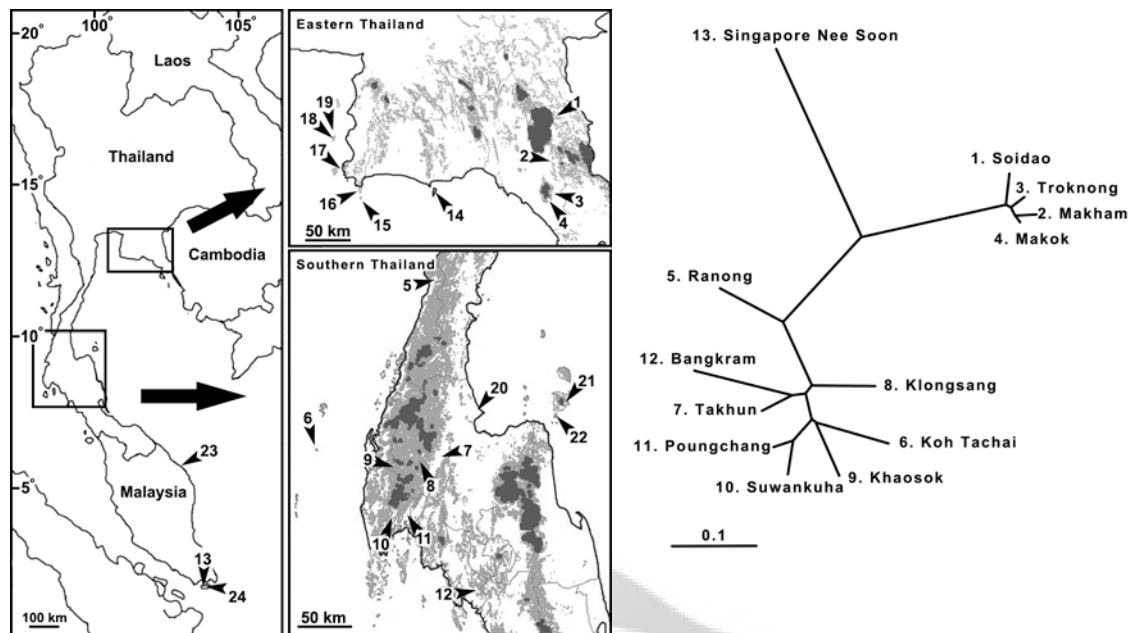 100° 105°
20°
Laos
Thailand
15°
Cambodia
10°
23
Malaysia
5°
13
24
100 km
Eastern Thailand
1
19
18
2
17
16
15
14
3
4
50 km
Southern Thailand
5
20
21
6
22
9
7
8
10
11
12
50 km
13. Singapore Nee Soon
1. Soidao
3. Troknong
2. Makham
4. Makok
5. Ranong
12. Bangkram
8. Klongsang
7. Takhun
11. Poungchang
6. Koh Tachai
9. Khaosok
10. Suwankuha
0.1